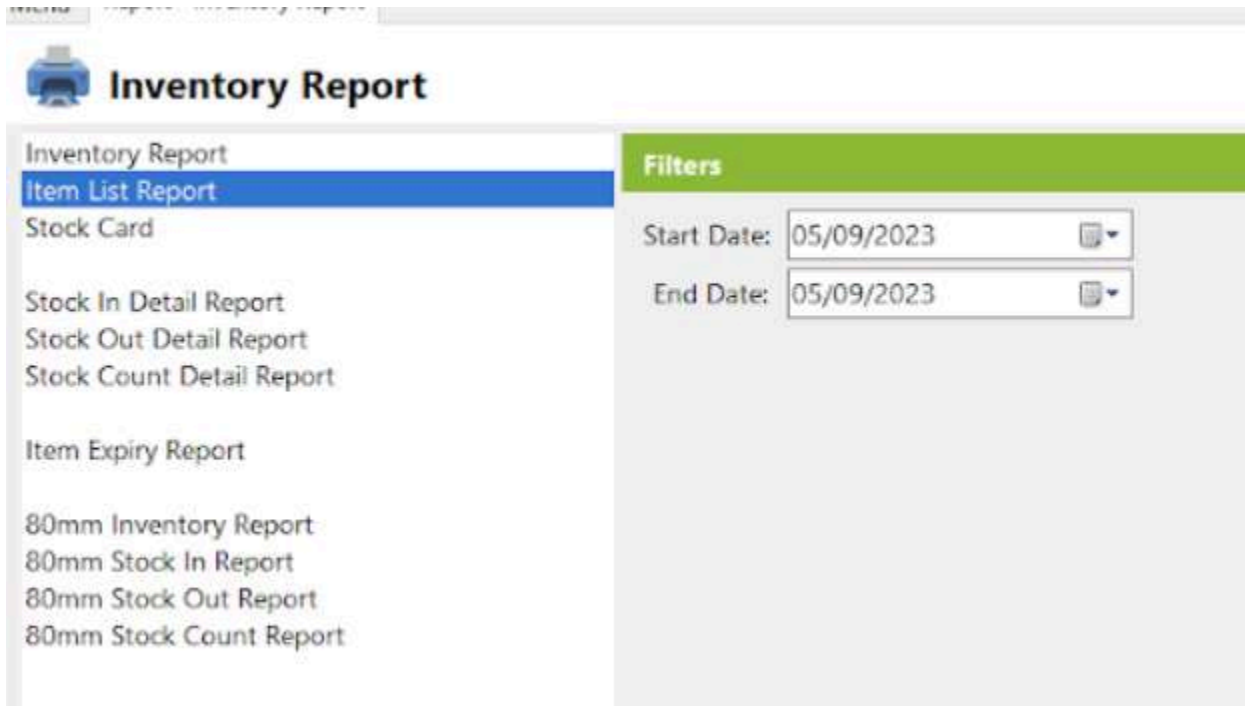 Inventory Report
Inventory Report
Item List Report
Stock Card
Stock In Detail Report
Stock Out Detail Report
Stock Count Detail Report
Item Expiry Report
80mm Inventory Report
80mm Stock In Report
80mm Stock Out Report
80mm Stock Count Report
Filters
Start Date: 05/09/2023
End Date: 05/09/2023